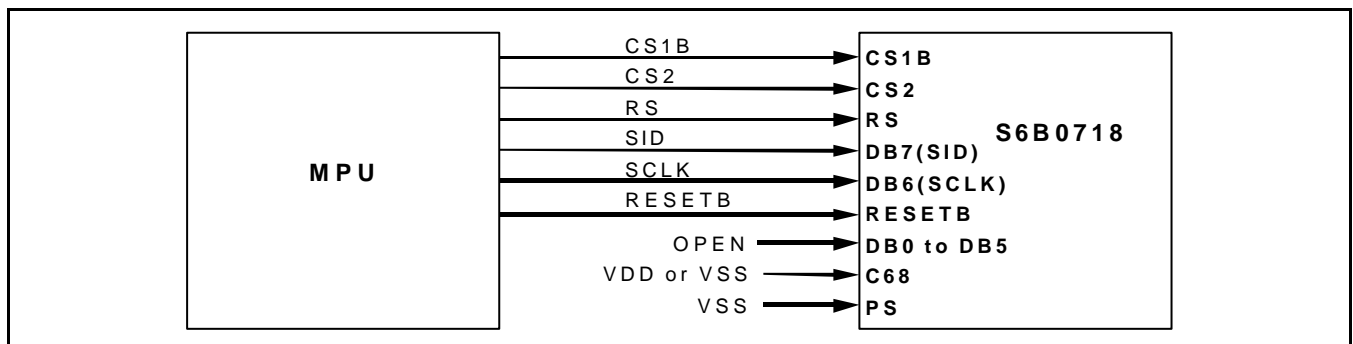 CS1B CS1B
CS2 CS2
RS RS
S6B0718
SID DB7(SID)
MPU
SCLK DB6(SCLK)
RESETB RESETB
OPEN DB0 to DB5
VDD or VSS C68
VSS PS